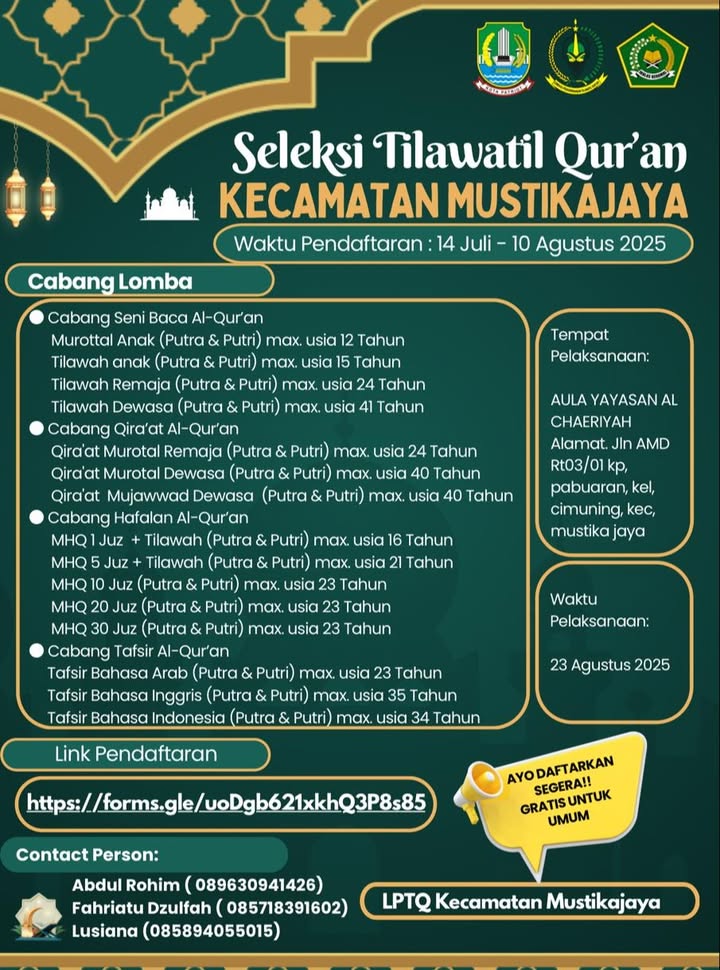 KOTA PATRIOT
Seleksi Tilawatil Qur'an
KECAMATAN MUSTIKAJAYA
Waktu Pendaftaran : 14 Juli - 10 Agustus 2025
Cabang Lomba
Cabang Seni Baca Al-Qur'an
Murottal Anak (Putra & Putri) max. usia 12 Tahun
Tilawah anak (Putra & Putri) max. usia 15 Tahun
Tilawah Remaja (Putra & Putri) max. usia 24 Tahun
Tilawah Dewasa (Putra & Putri) max. usia 41 Tahun
Cabang Qira'at Al-Qur'an
Qira'at Murotal Remaja (Putra & Putri) max. usia 24 Tahun
Qira'at Murotal Dewasa (Putra & Putri) max. usia 40 Tahun
Qira'at Mujawwad Dewasa (Putra & Putri) max. usia 40 Tahun
Cabang Hafalan Al-Qur'an
MHQ 1 Juz + Tilawah (Putra & Putri) max. usia 16 Tahun
MHQ 5 Juz + Tilawah (Putra & Putri) max. usia 21 Tahun
MHQ 10 Juz (Putra & Putri) max. usia 23 Tahun
MHQ 20 Juz (Putra & Putri) max. usia 23 Tahun
MHQ 30 Juz (Putra & Putri) max. usia 23 Tahun
Cabang Tafsir Al-Qur'an
Tafsir Bahasa Arab (Putra & Putri) max. usia 23 Tahun
Tafsir Bahasa Inggris (Putra & Putri) max. usia 35 Tahun
Tafsir Bahasa Indonesia (Putra & Putri) max. usia 34 Tahun
Tempat
Pelaksanaan:
AULA YAYASAN AL
CHAERIYAH
Alamat. Jln AMD
Rt03/01 kp,
pabuaran, kel,
cimuning, kec,
mustika jaya
Waktu
Pelaksanaan:
23 Agustus 2025
Link Pendaftaran
https://forms.gle/uoDgb621xkhQ3P8s85
AYO DAFTARKAN
SEGERA!!
GRATIS UNTUK
UMUM
Contact Person:
Abdul Rohim ( 089630941426)
Fahriatu Dzulfah ( 085718391602)
Lusiana (085894055015)
LPTQ Kecamatan Mustikajaya